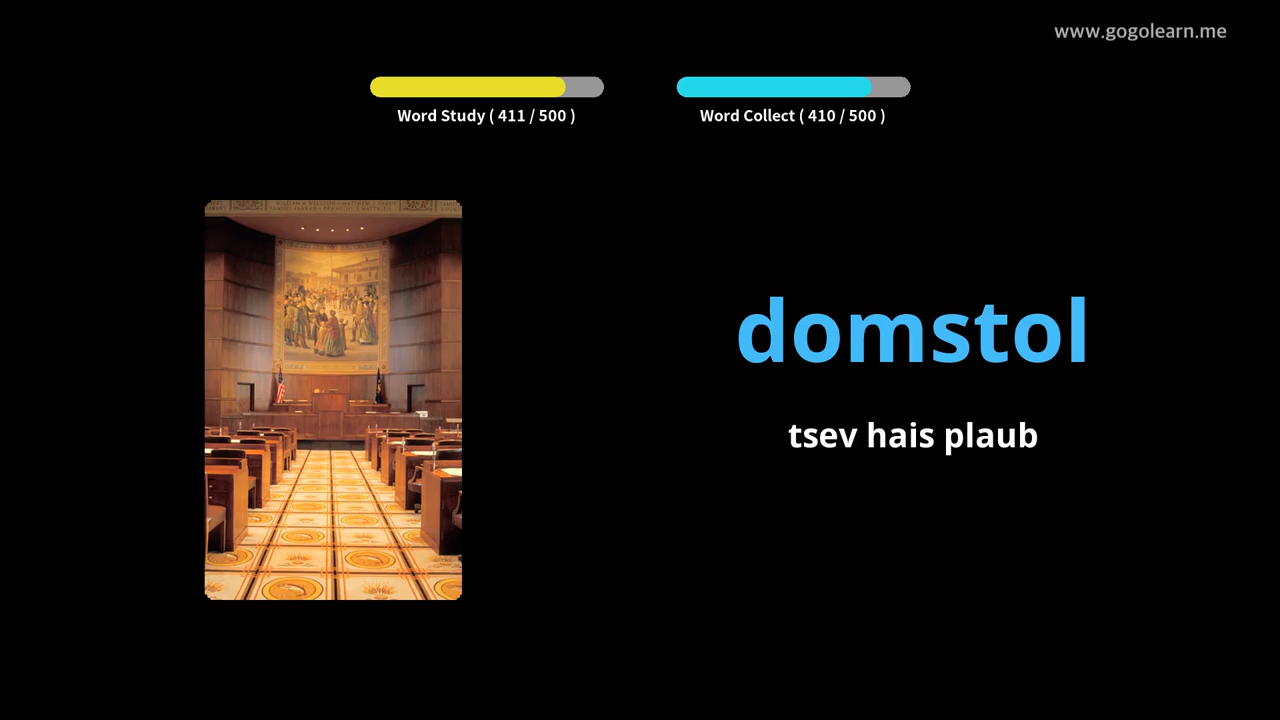 www.gogolearn.me
Word Study ( 411 / 500 )
Word Collect ( 410 / 500 )
domstol
tsev hais plaub